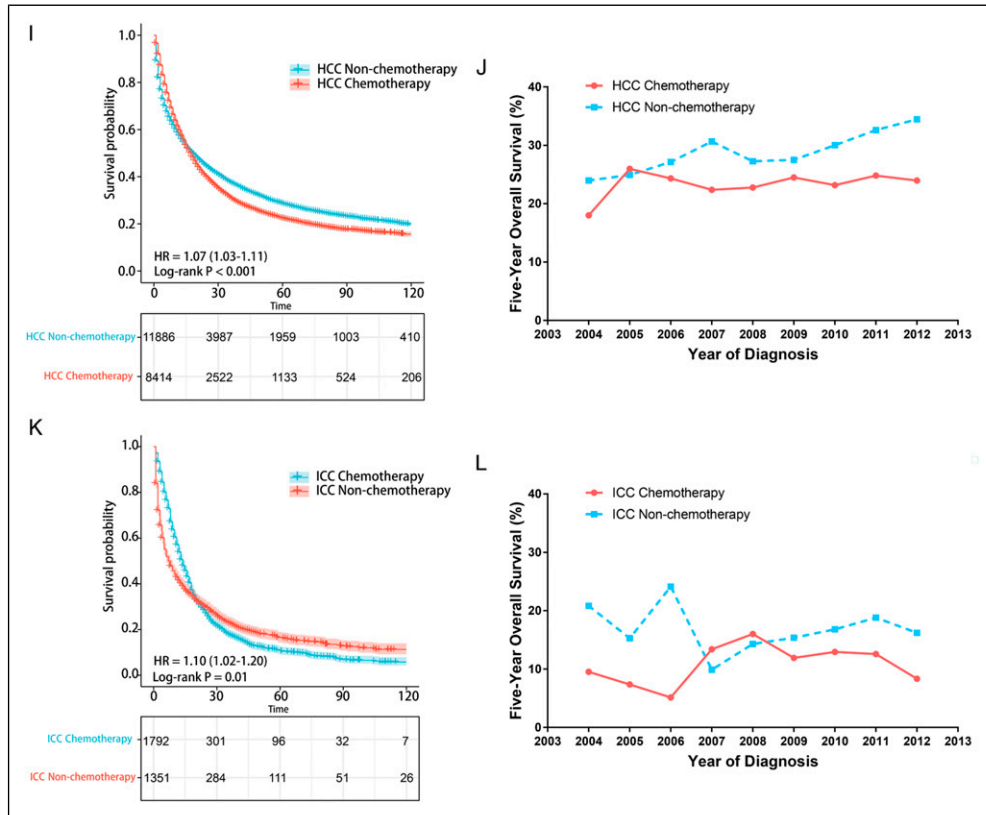 I
1.0
0.8
0.6
0.4
0.2
0.0
Survival probability
HCC Non-chemotherapy
HCC Chemotherapy
HR = 1.07 (1.03-1.11)
Log-rank P < 0.001
0 30 60 90 120
Time
HCC Non-chemotherapy 11886 3987 1959 1003 410
HCC Chemotherapy 8414 2522 1133 524 206
J
40
30
20
10
0
Five-Year Overall Survival (%)
HCC Chemotherapy
HCC Non-chemotherapy
2003 2004 2005 2006 2007 2008 2009 2010 2011 2012 2013
Year of Diagnosis
K
1.0
0.8
0.6
0.4
0.2
0.0
Survival probability
ICC Chemotherapy
ICC Non-chemotherapy
HR = 1.10 (1.02-1.20)
Log-rank P = 0.01
0 30 60 90 120
Time
ICC Chemotherapy 1792 301 96 32 7
ICC Non-chemotherapy 1351 284 111 51 26
L
40
30
20
10
0
Five-Year Overall Survival (%)
ICC Chemotherapy
ICC Non-chemotherapy
2003 2004 2005 2006 2007 2008 2009 2010 2011 2012 2013
Year of Diagnosis